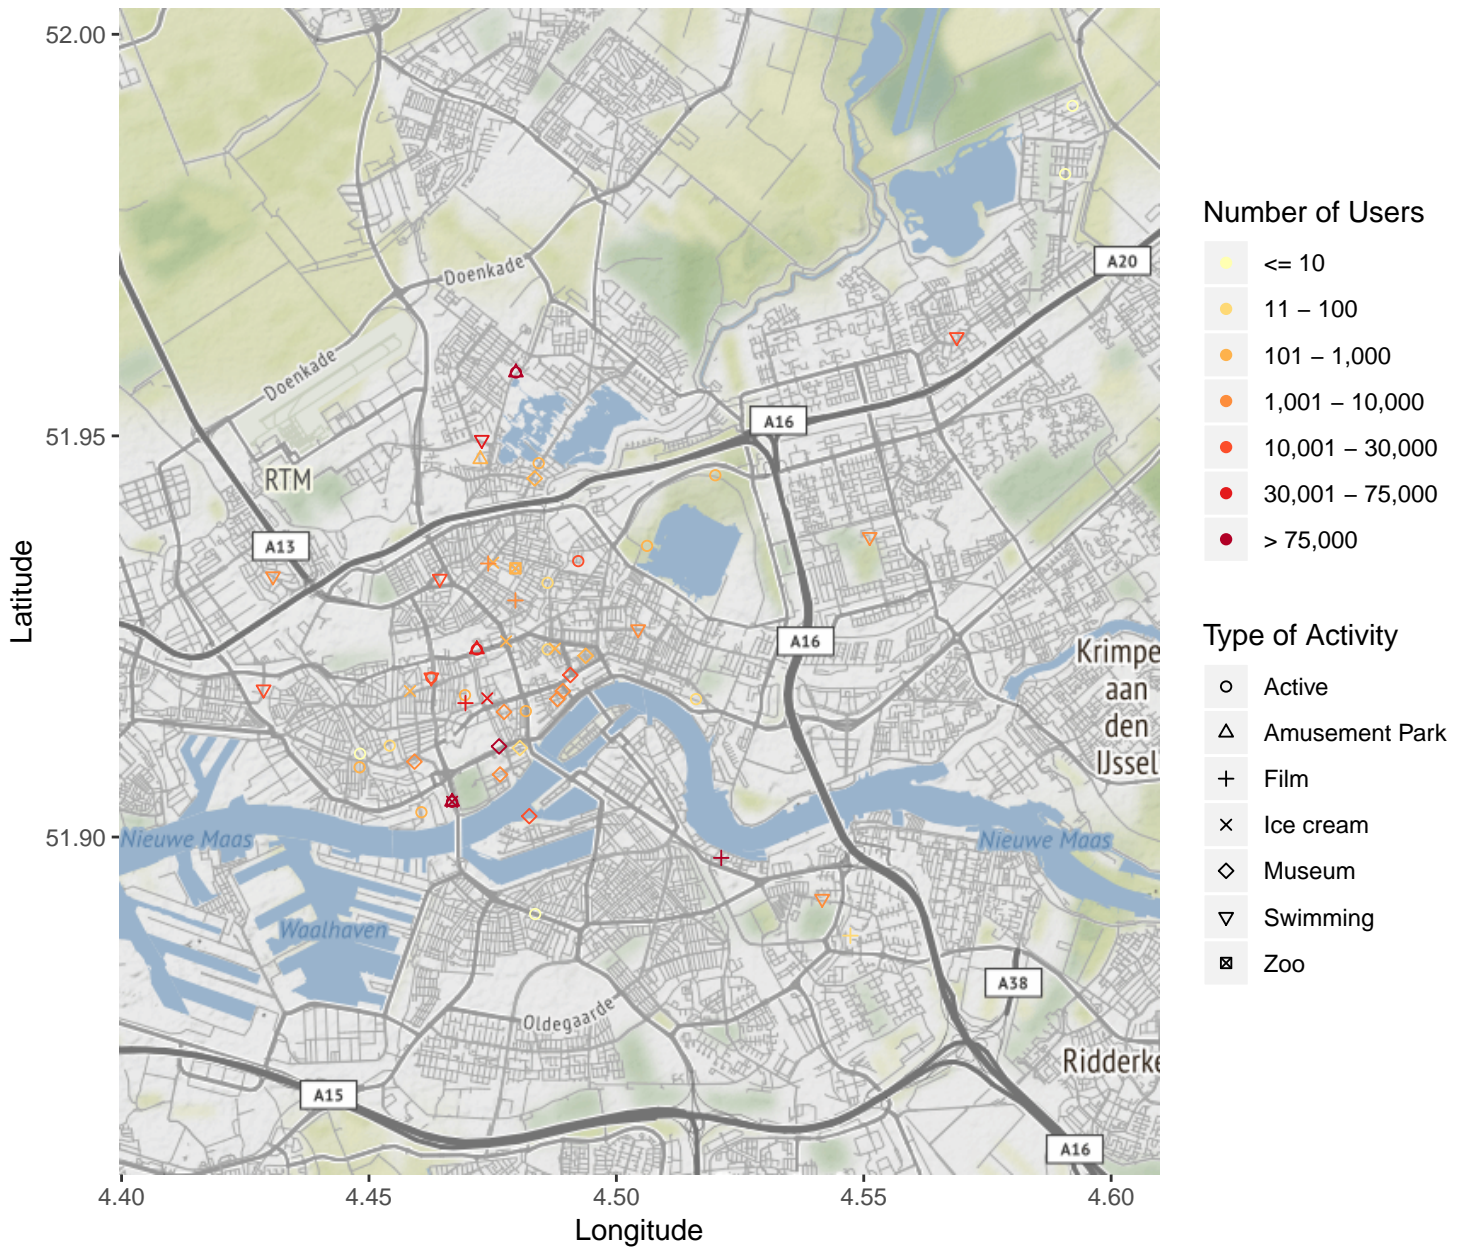 52.00
51.95
51.90
Latitude
4.40
4.45
4.50
4.55
4.60
Longitude
Doenkade
Doenkade
A20
A16
RTM
A13
A16
Krimpe
aan
den
IJssel
Nieuwe Maas
Nieuwe Maas
Waalhaven
A38
Oldegaarde
Ridderke
A15
A16
Number of Users
<= 10
11 – 100
101 – 1,000
1,001 – 10,000
10,001 – 30,000
30,001 – 75,000
> 75,000
Type of Activity
Active
Amusement Park
Film
Ice cream
Museum
Swimming
Zoo